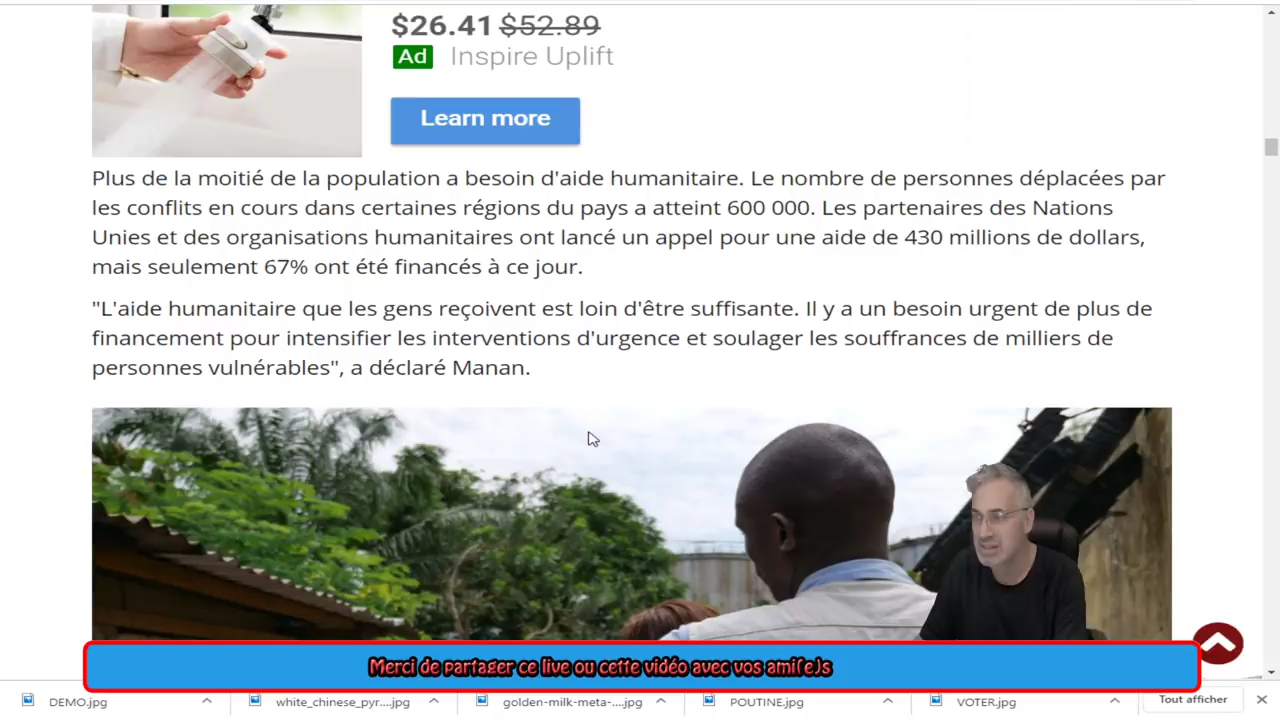 $26.41 $52.89
Ad Inspire Uplift
Learn more
Plus de la moitié de la population a besoin d'aide humanitaire. Le nombre de personnes déplacées par
les conflits en cours dans certaines régions du pays a atteint 600 000. Les partenaires des Nations
Unies et des organisations humanitaires ont lancé un appel pour une aide de 430 millions de dollars,
mais seulement 67% ont été financés à ce jour.
"L'aide humanitaire que les gens reçoivent est loin d'être suffisante. Il y a un besoin urgent de plus de
financement pour intensifier les interventions d'urgence et soulager les souffrances de milliers de
personnes vulnérables", a déclaré Manan.
Merci de partager ce live ou cette vidéo avec vos ami(e)s
DEMO.jpg white_chinese_pyr....jpg golden-milk-meta-....jpg POUTINE.jpg VOTER.jpg Tout afficher